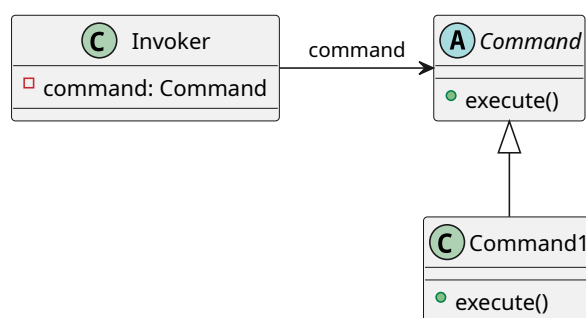 C Invoker
command: Command
command
A Command
execute()
C Command1
execute()